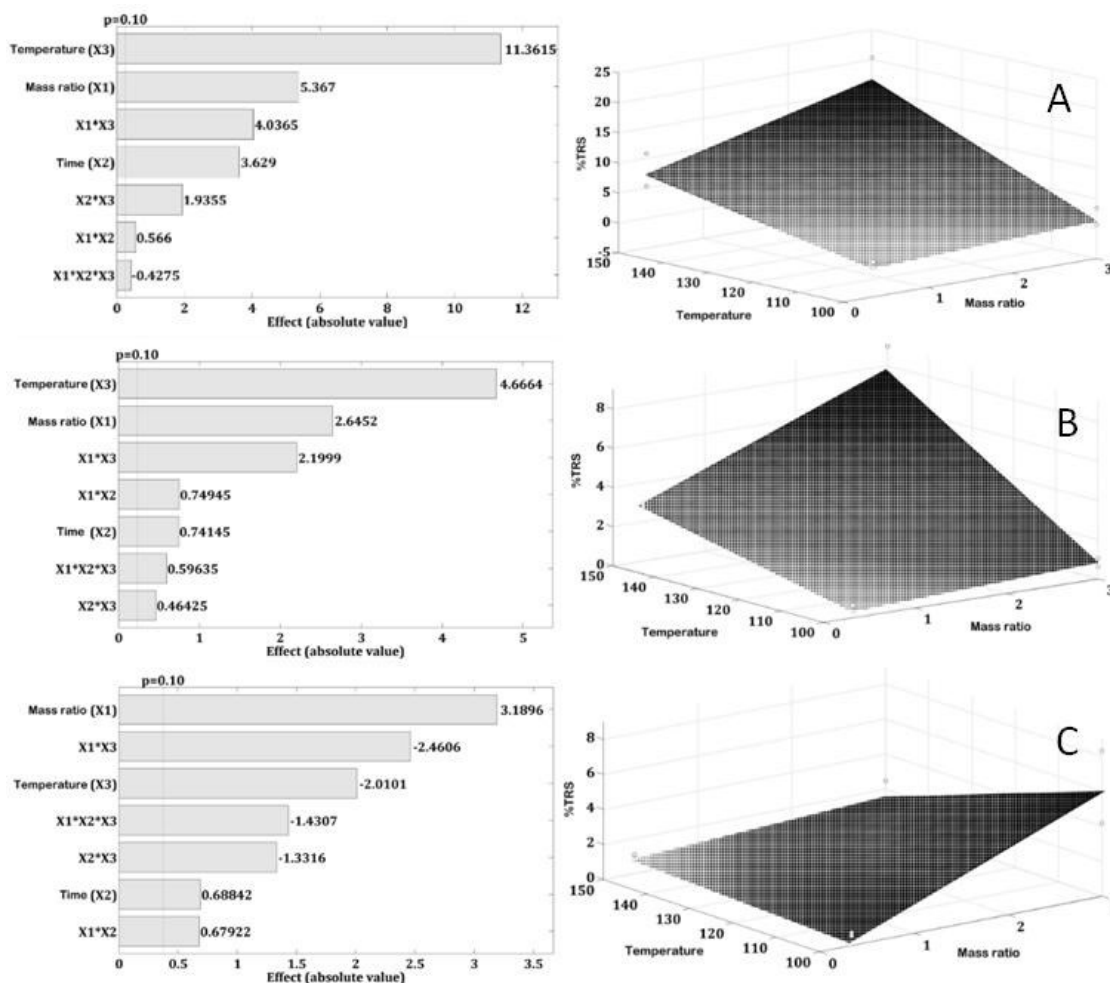 p=0.10
Temperature (X3)
11.3615
Mass ratio (X1)
5.367
X1*X3
4.0365
Time (X2)
3.629
X2*X3
1.9355
X1*X2
0.566
X1*X2*X3
-0.4275
0 2 4 6 8 10 12
Effect (absolute value)
A
%TRS
25
20
15
10
5
0
-5
150 140 130 120 110 100
Temperature
0 1 2 3
Mass ratio
p=0.10
Temperature (X3)
4.6664
Mass ratio (X1)
2.6452
X1*X3
2.1999
X1*X2
0.74945
Time (X2)
0.74145
X1*X2*X3
0.59635
X2*X3
0.46425
0 1 2 3 4 5
Effect (absolute value)
B
%TRS
8
6
4
2
0
150 140 130 120 110 100
Temperature
0 1 2 3
Mass ratio
p=0.10
Mass ratio (X1)
3.1896
X1*X3
-2.4606
Temperature (X3)
-2.0101
X1*X2*X3
-1.4307
X2*X3
-1.3316
Time (X2)
0.68842
X1*X2
0.67922
0 0.5 1 1.5 2 2.5 3 3.5
Effect (absolute value)
C
%TRS
8
6
4
2
0
150 140 130 120 110 100
Temperature
0 1 2
Mass ratio